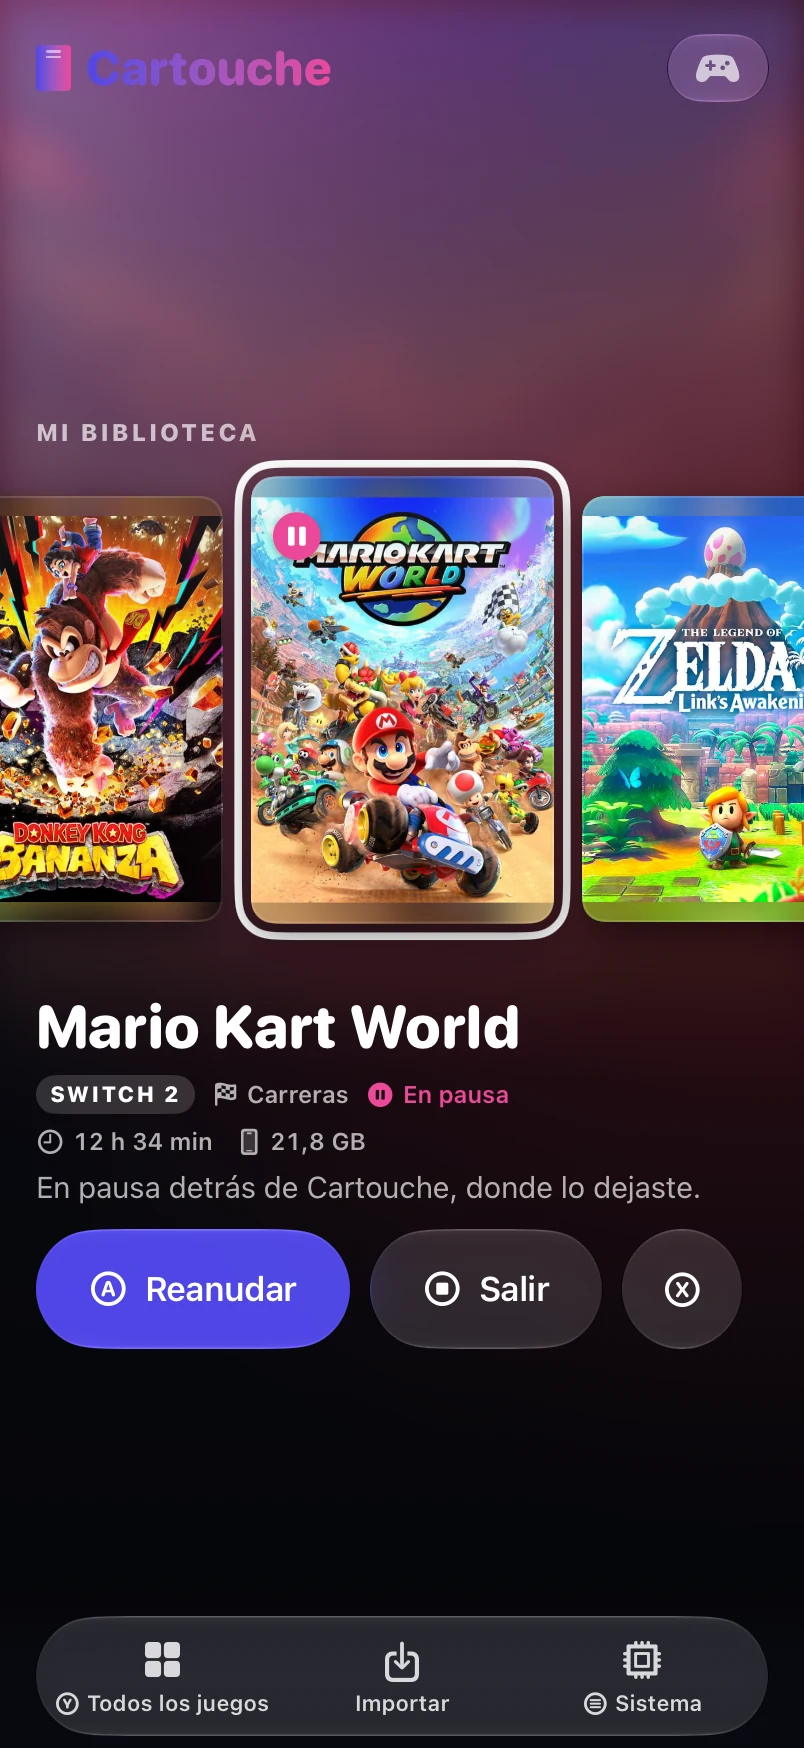 Cartouche
MI BIBLIOTECA
DONKEY KONG
BANANZA
MARIOKART
WORLD
THE LEGEND OF
ZELDA
Link's
Mario Kart World
SWITCH 2
Carreras
En pausa
12 h 34 min
21,8 GB
En pausa detrás de Cartouche, donde lo dejaste.
A Reanudar
Salir
X
Y Todos los juegos
Importar
Sistema